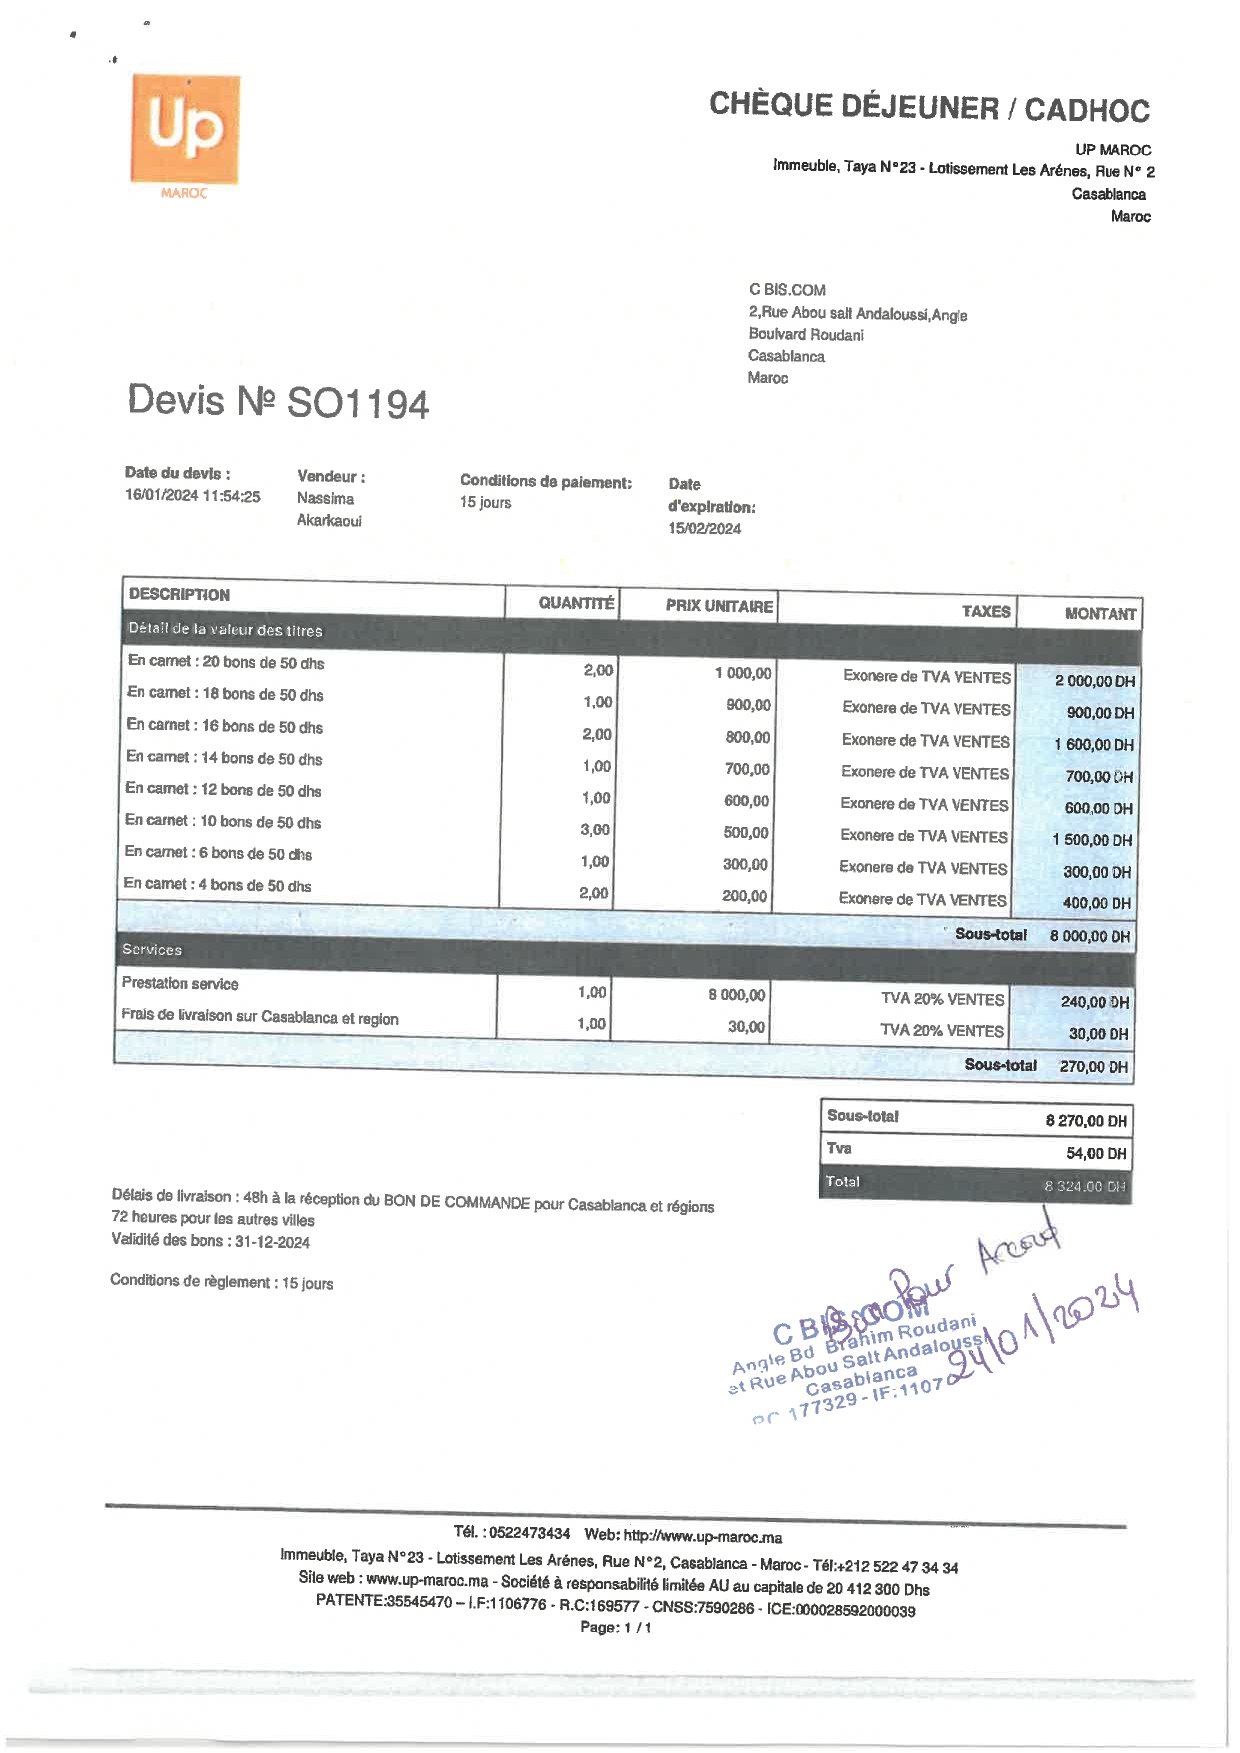 Up
MAROC
CHÈQUE DÉJEUNER / CADHOC
UP MAROC
Immeuble, Taya N°23 - Lotissement Les Arénes, Rue N° 2
Casablanca
Maroc
C BIS.COM
2,Rue Abou salt Andaloussi,Angle
Boulvard Roudani
Casablanca
Maroc
Devis Nº SO1194
Date du devis : Vendeur : Conditions de paiement: Date d'expiration:
16/01/2024 11:54:25 Nassima Akarkaoui 15 jours 15/02/2024
DESCRIPTION QUANTITÉ PRIX UNITAIRE TAXES MONTANT
Détail de la valeur des titres
En carnet : 20 bons de 50 dhs 2,00 1 000,00 Exonere de TVA VENTES 2 000,00 DH
En carnet : 18 bons de 50 dhs 1,00 900,00 Exonere de TVA VENTES 900,00 DH
En carnet : 16 bons de 50 dhs 2,00 800,00 Exonere de TVA VENTES 1 600,00 DH
En carnet : 14 bons de 50 dhs 1,00 700,00 Exonere de TVA VENTES 700,00 DH
En carnet : 12 bons de 50 dhs 1,00 600,00 Exonere de TVA VENTES 600,00 DH
En carnet : 10 bons de 50 dhs 3,00 500,00 Exonere de TVA VENTES 1 500,00 DH
En carnet : 6 bons de 50 dhs 1,00 300,00 Exonere de TVA VENTES 300,00 DH
En carnet : 4 bons de 50 dhs 2,00 200,00 Exonere de TVA VENTES 400,00 DH
Sous-total 8 000,00 DH
Services
Prestation service 1,00 8 000,00 TVA 20% VENTES 240,00 DH
Frais de livraison sur Casablanca et region 1,00 30,00 TVA 20% VENTES 30,00 DH
Sous-total 270,00 DH
Sous-total 8 270,00 DH
Tva 54,00 DH
Total 8 324.00 DH
Délais de livraison : 48h à la réception du BON DE COMMANDE pour Casablanca et régions
72 heures pour les autres villes
Validité des bons : 31-12-2024
Conditions de règlement : 15 jours
Bon Pour Accord
24/01/2024
C BIS.COM
Angle Bd Brahim Roudani
et Rue Abou Salt Andaloussi
Casablanca
RC 177329 - IF:1107
Tél. : 0522473434 Web: http://www.up-maroc.ma
Immeuble, Taya N°23 - Lotissement Les Arénes, Rue N°2, Casablanca - Maroc - Tél:+212 522 47 34 34
Site web : www.up-maroc.ma - Société à responsabilité limitée AU au capitale de 20 412 300 Dhs
PATENTE:35545470 – I.F:1106776 - R.C:169577 - CNSS:7590286 - ICE:000028592000039
Page: 1 / 1